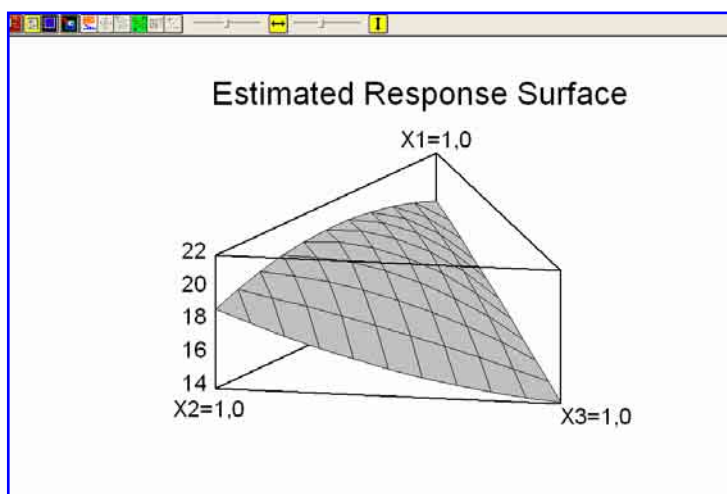 Estimated Response Surface
X1=1,0
22
20
18
16
14
X2=1,0
X3=1,0